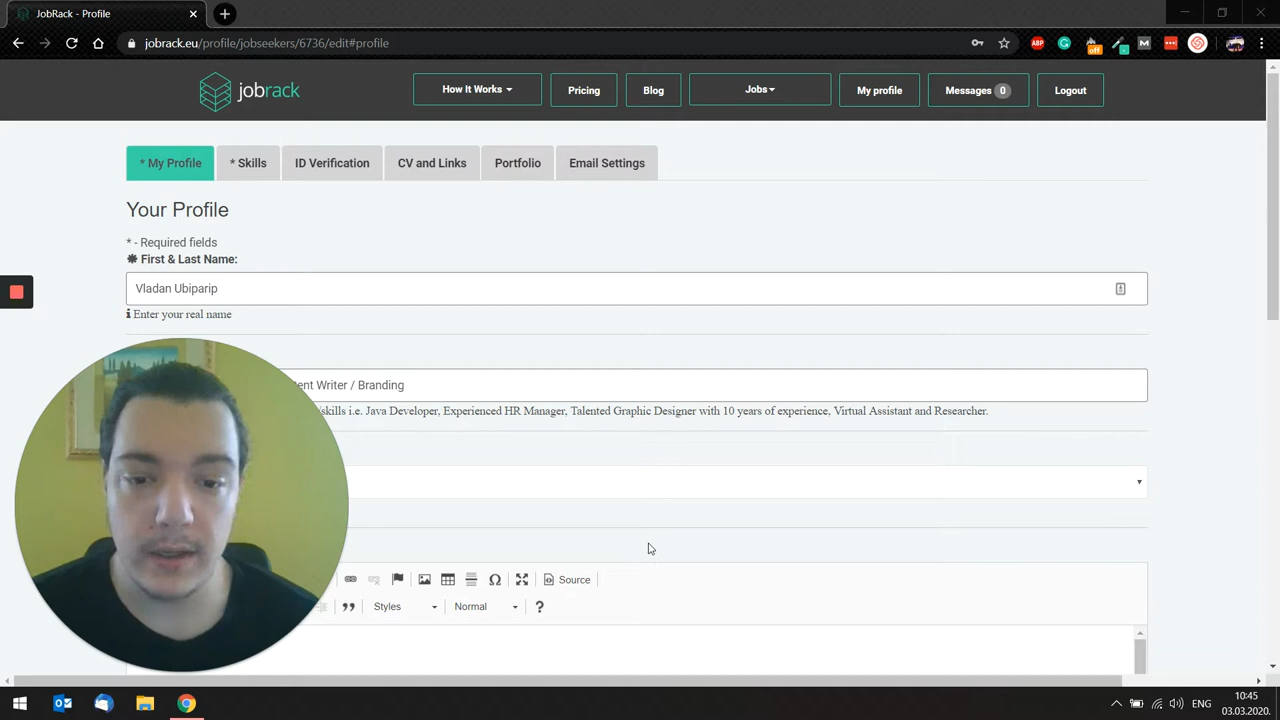 JobRack - Profile
jobrack.eu/profile/jobseekers/6736/edit#profile
ABP
off
M
jobrack
How It Works
Pricing
Blog
Jobs
My profile
Messages 0
Logout
* My Profile
* Skills
ID Verification
CV and Links
Portfolio
Email Settings
Your Profile
* - Required fields
First & Last Name:
Vladan Ubiparip
Enter your real name
ent Writer / Branding
skills i.e. Java Developer, Experienced HR Manager, Talented Graphic Designer with 10 years of experience, Virtual Assistant and Researcher.
Source
Styles
Normal
?
ENG
10:45
03.03.2020.